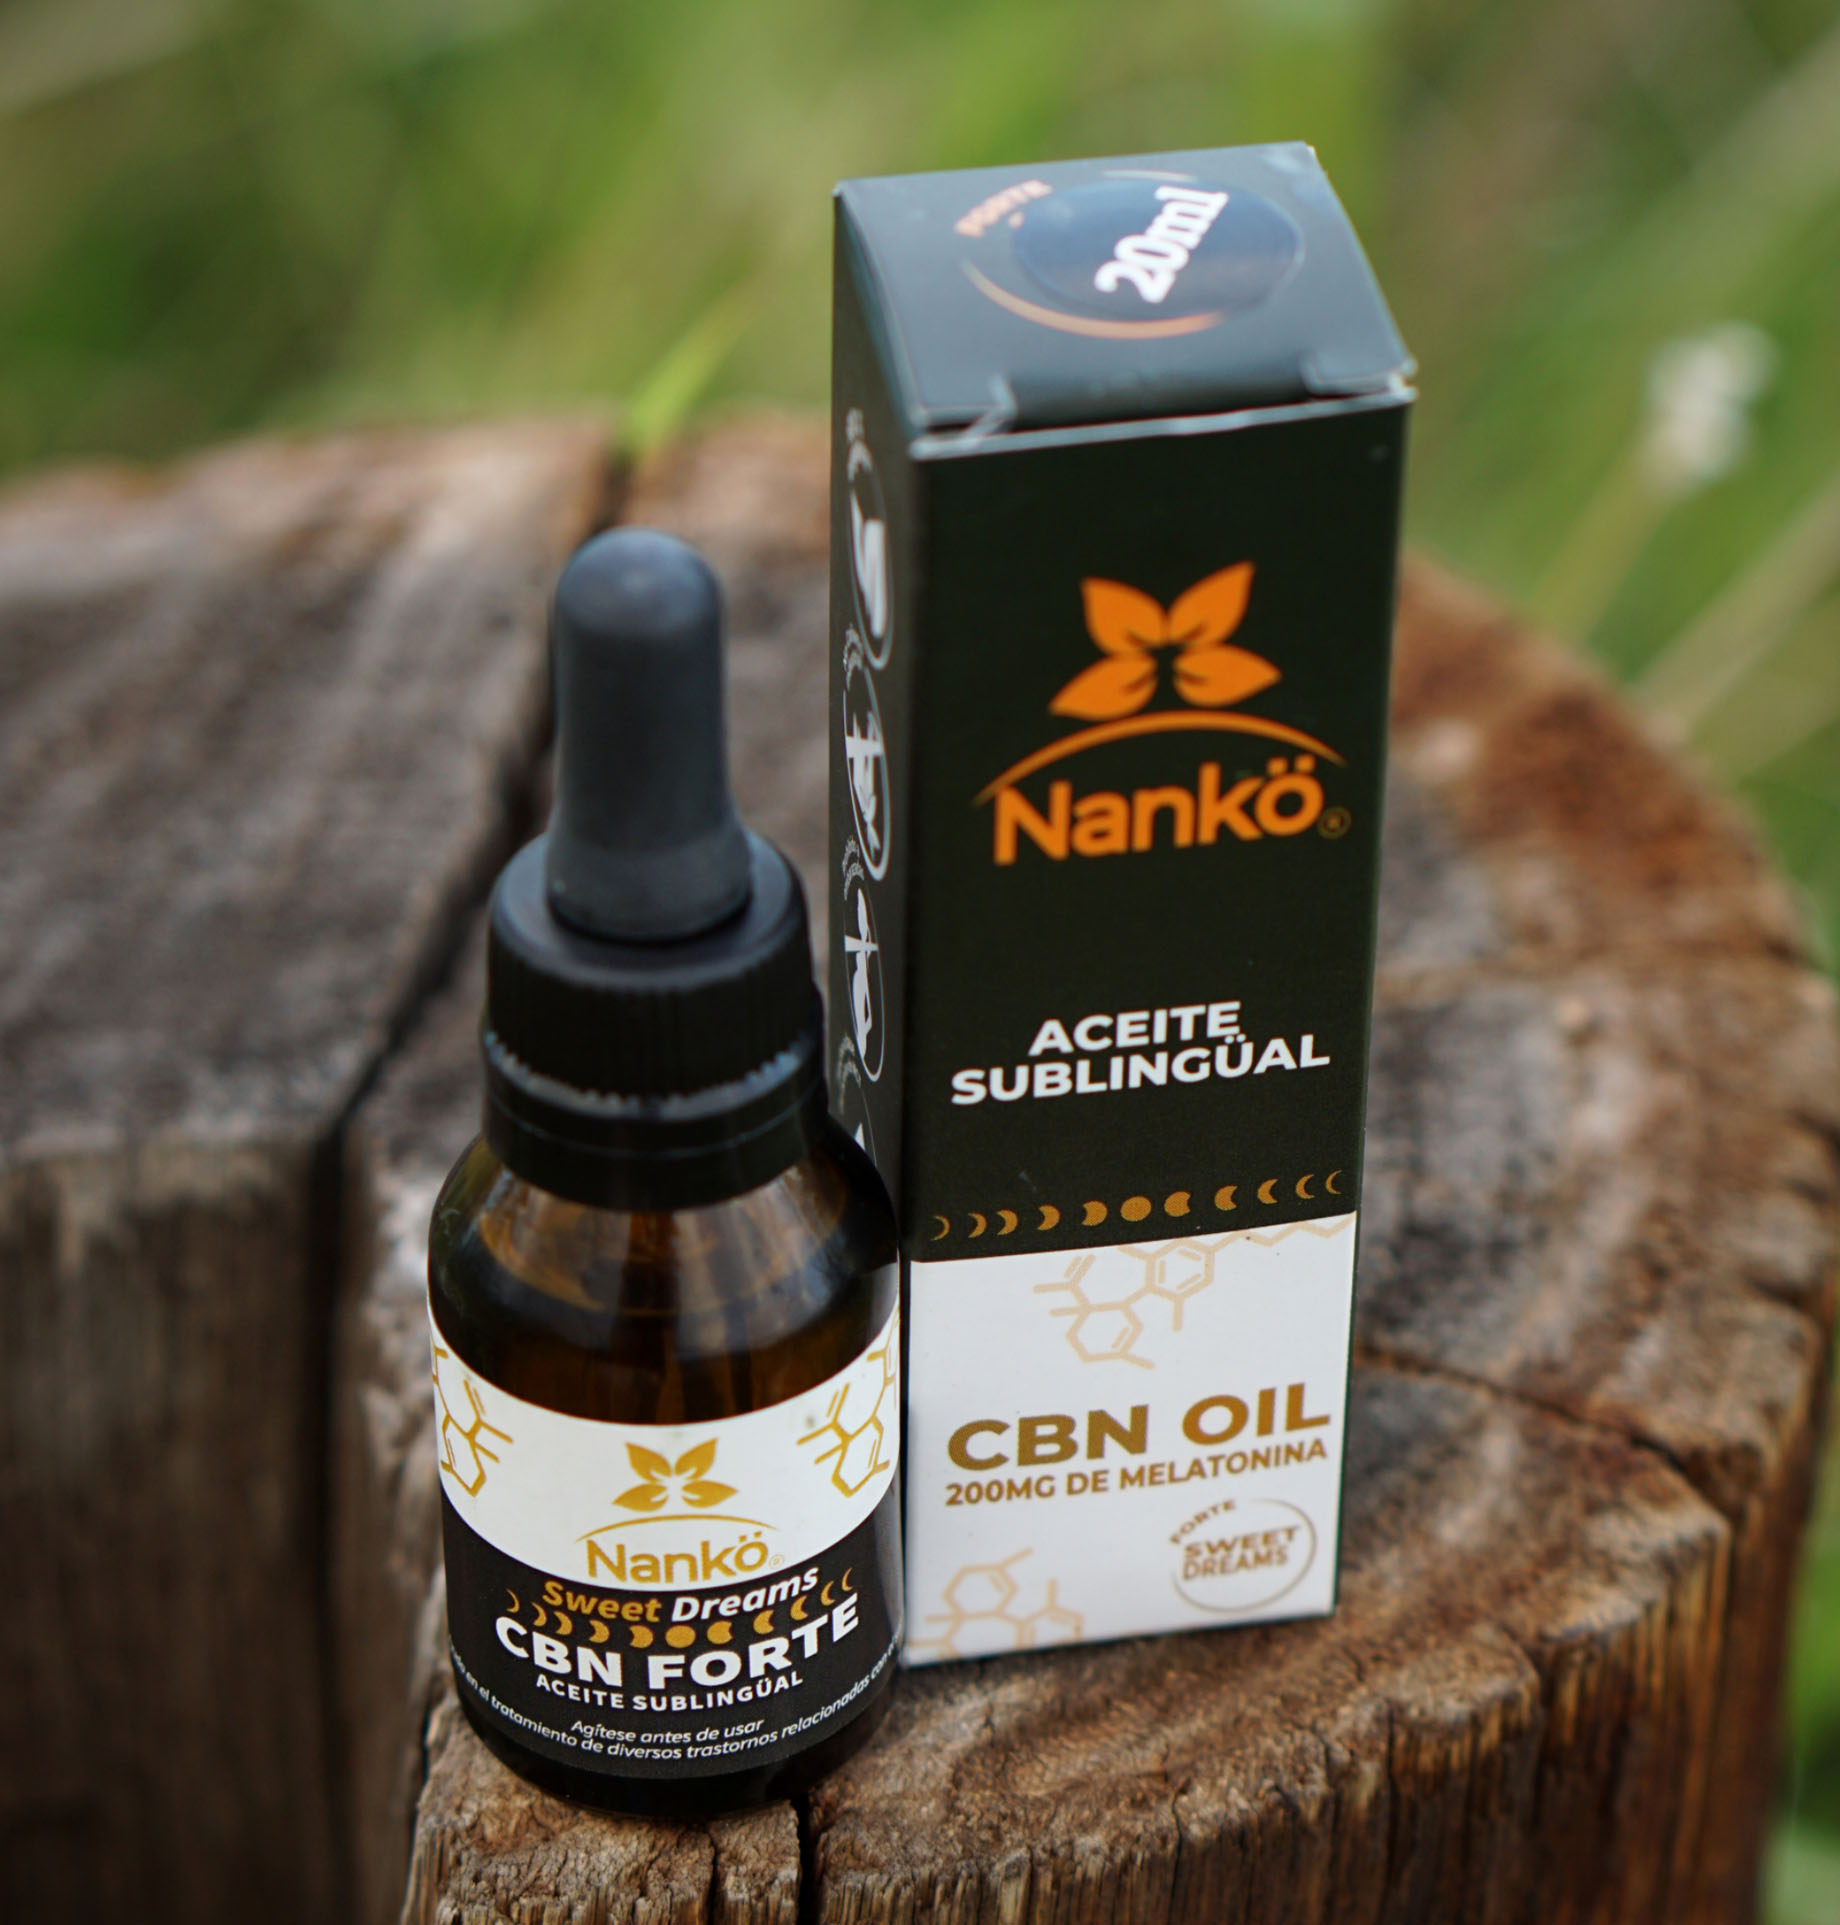 FORTE
20ml
Nankö®
ACEITE
SUBLINGÜAL
CBN OIL
200MG DE MELATONINA
FORTE
SWEET
DREAMS
Nankö®
Sweet Dreams
CBN FORTE
ACEITE SUBLINGÜAL
Agítese antes de usar
en el tratamiento de diversos trastornos relacionados con